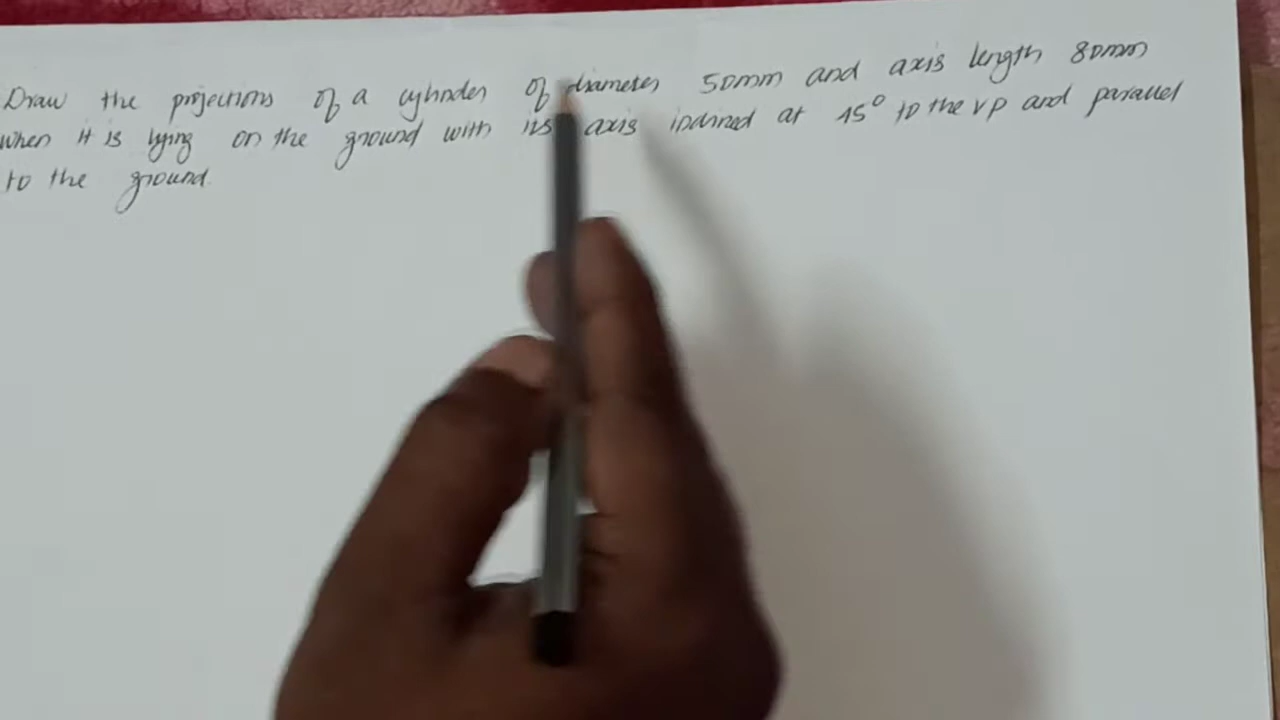 Draw the projections of a cylinder of diameter 50mm and axis length 80mm
when it is lying on the ground with its axis inclined at 45° to the VP and parallel
to the ground.